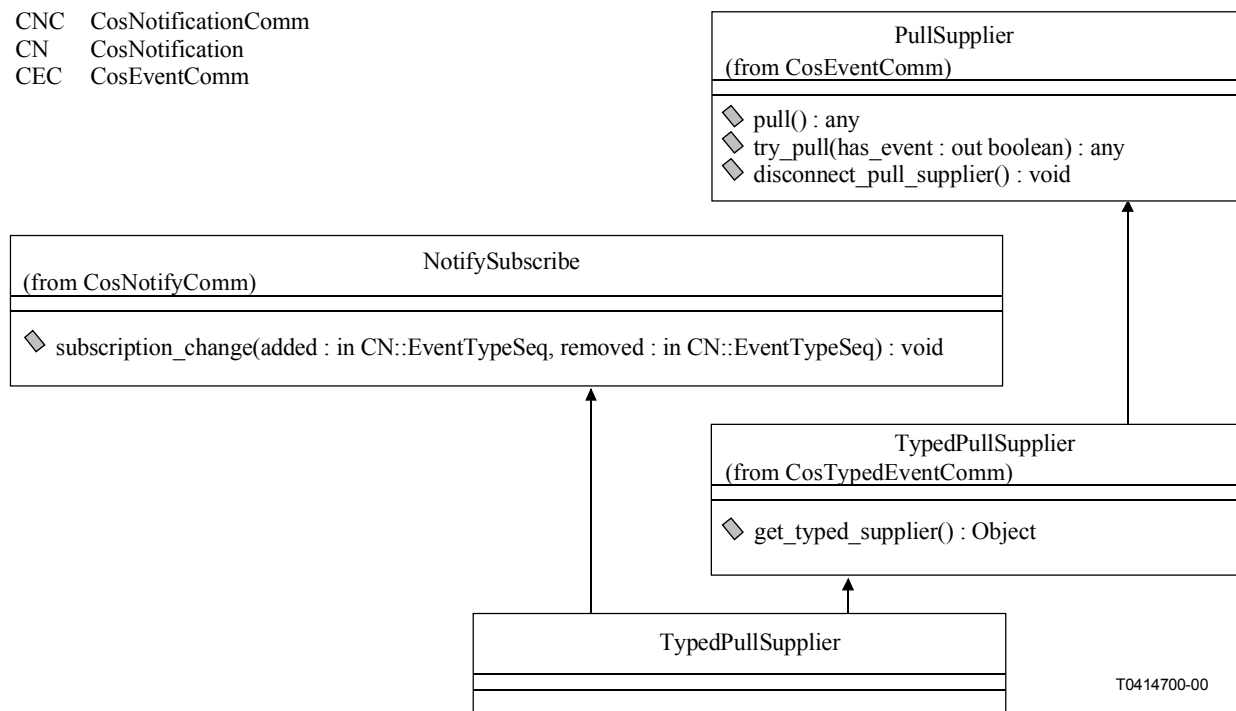 CNC CosNotificationComm
CN CosNotification
CEC CosEventComm
PullSupplier
(from CosEventComm)
pull() : any
try_pull(has_event : out boolean) : any
disconnect_pull_supplier() : void
NotifySubscribe
(from CosNotifyComm)
subscription_change(added : in CN::EventTypeSeq, removed : in CN::EventTypeSeq) : void
TypedPullSupplier
(from CosTypedEventComm)
get_typed_supplier() : Object
TypedPullSupplier
T0414700-00